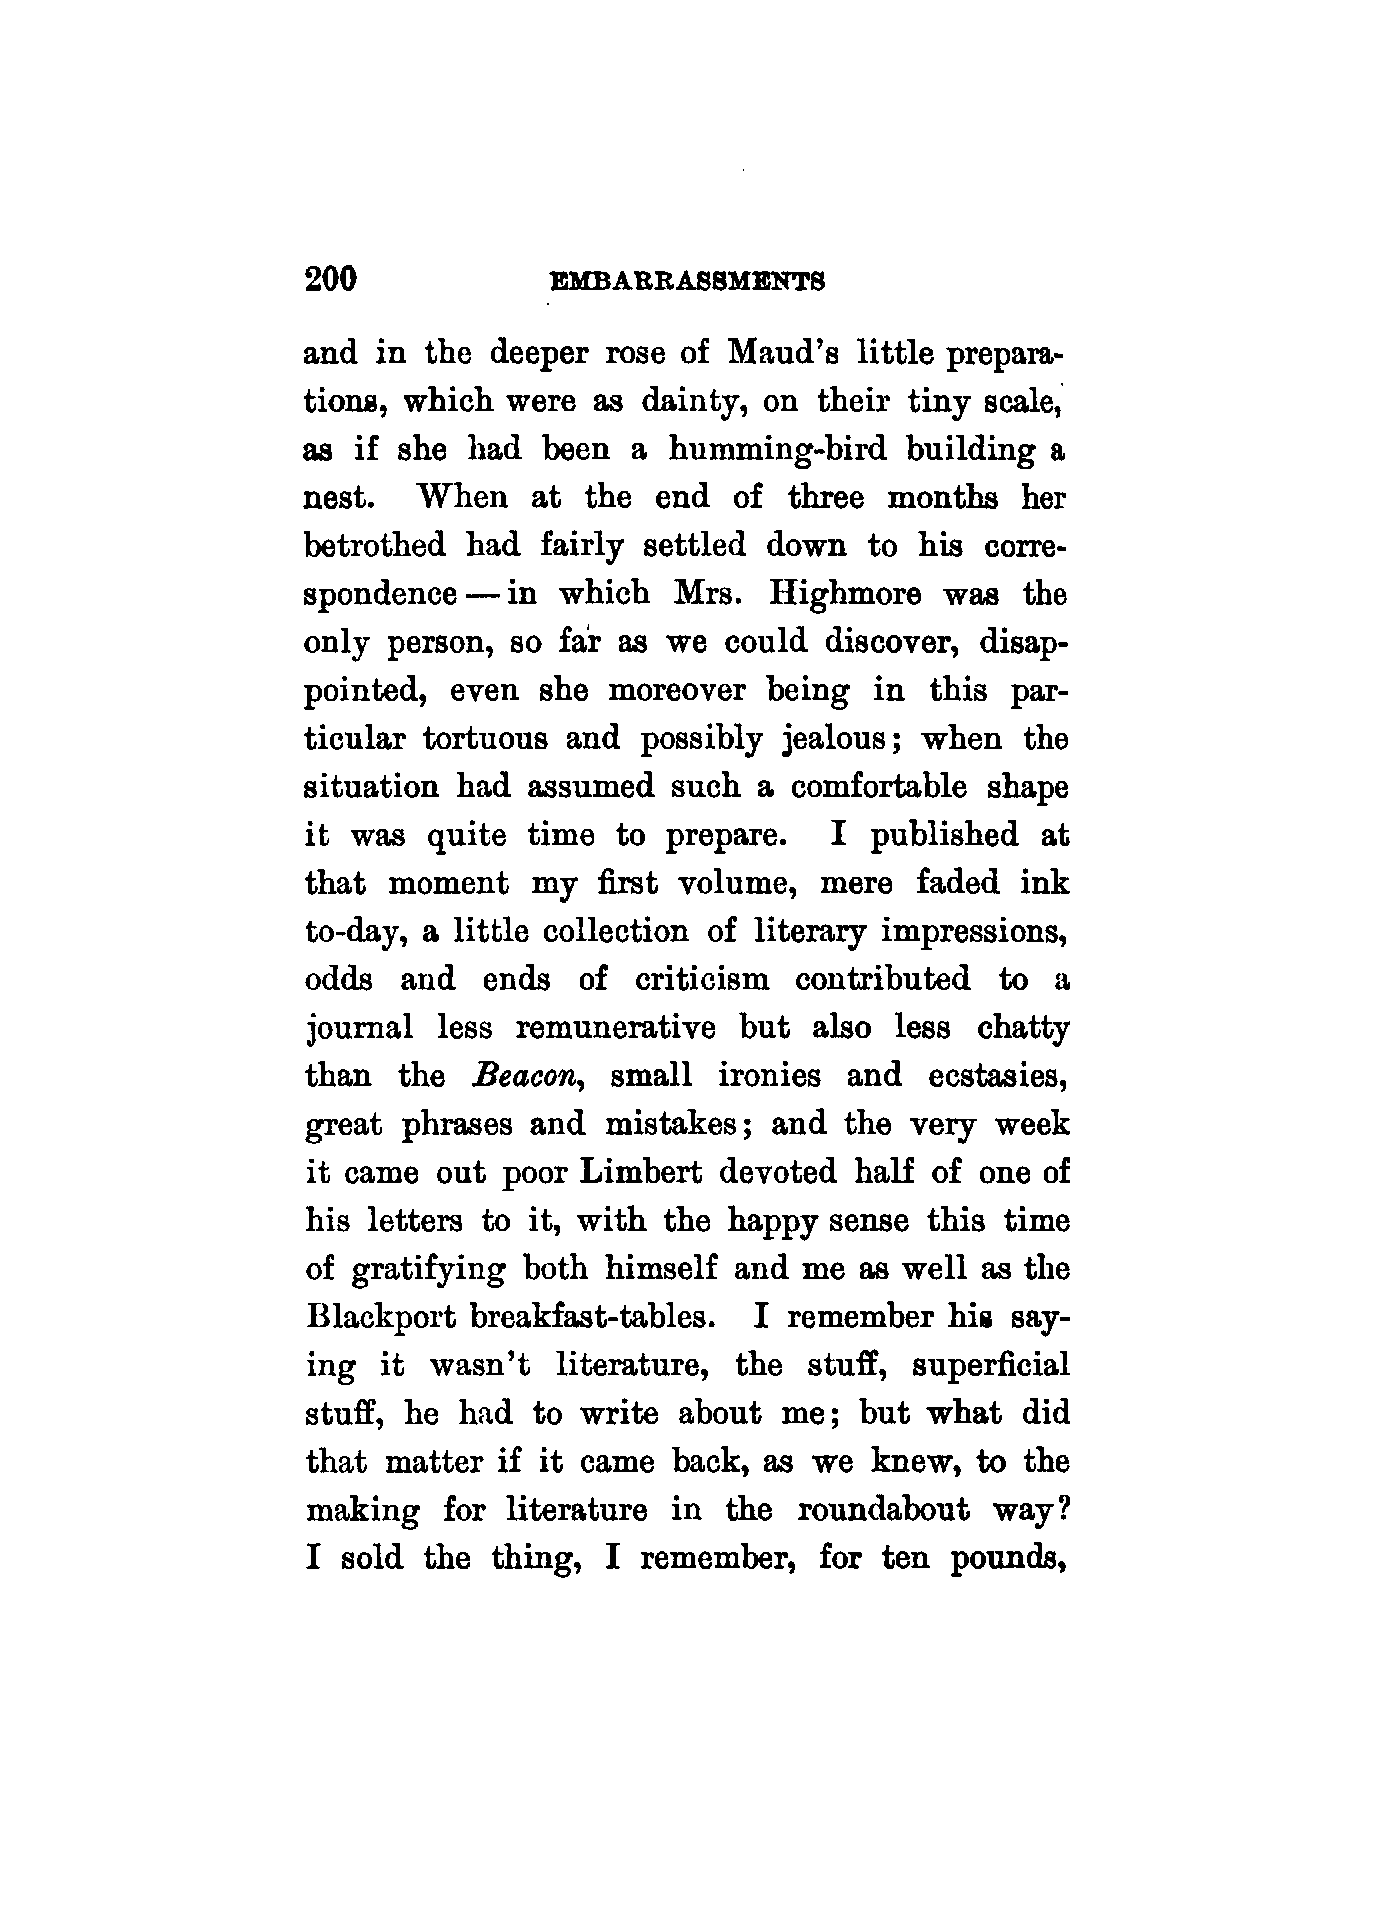 200 EMBARRASSMENTS
and in the deeper rose of Maud's little prepara-
tions, which were as dainty, on their tiny scale,
as if she had been a humming-bird building a
nest. When at the end of three months her
betrothed had fairly settled down to his corre-
spondence — in which Mrs. Highmore was the
only person, so far as we could discover, disap-
pointed, even she moreover being in this par-
ticular tortuous and possibly jealous; when the
situation had assumed such a comfortable shape
it was quite time to prepare. I published at
that moment my first volume, mere faded ink
to-day, a little collection of literary impressions,
odds and ends of criticism contributed to a
journal less remunerative but also less chatty
than the Beacon, small ironies and ecstasies,
great phrases and mistakes; and the very week
it came out poor Limbert devoted half of one of
his letters to it, with the happy sense this time
of gratifying both himself and me as well as the
Blackport breakfast-tables. I remember his say-
ing it wasn't literature, the stuff, superficial
stuff, he had to write about me; but what did
that matter if it came back, as we knew, to the
making for literature in the roundabout way?
I sold the thing, I remember, for ten pounds,